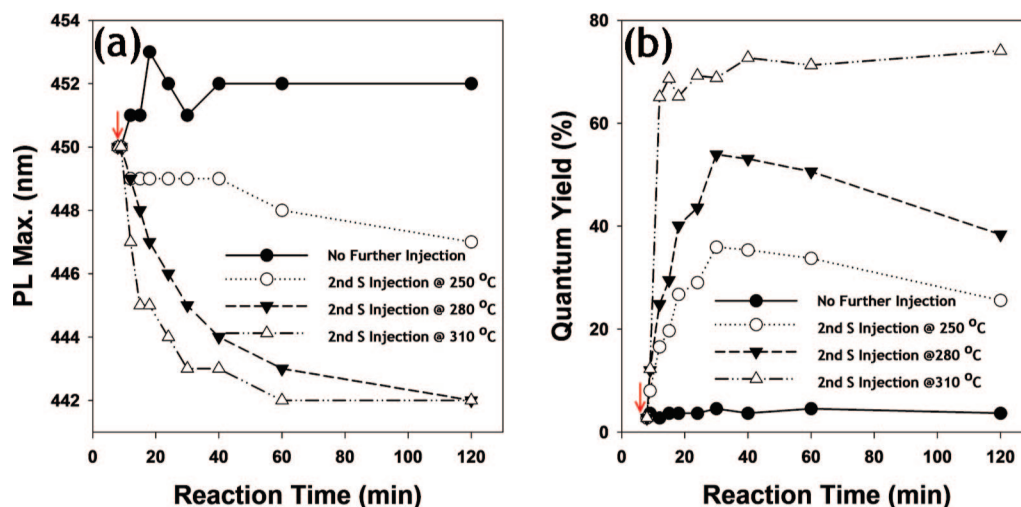 (a)
454
452
450
448
446
444
442
PL Max. (nm)
No Further Injection
2nd S Injection @ 250 °C
2nd S Injection @ 280 °C
2nd S Injection @ 310 °C
0 20 40 60 80 100 120
Reaction Time (min)
(b)
80
60
40
20
0
Quantum Yield (%)
No Further Injection
2nd S Injection @ 250 °C
2nd S Injection @280 °C
2nd S Injection @310 °C
0 20 40 60 80 100 120
Reaction Time (min)